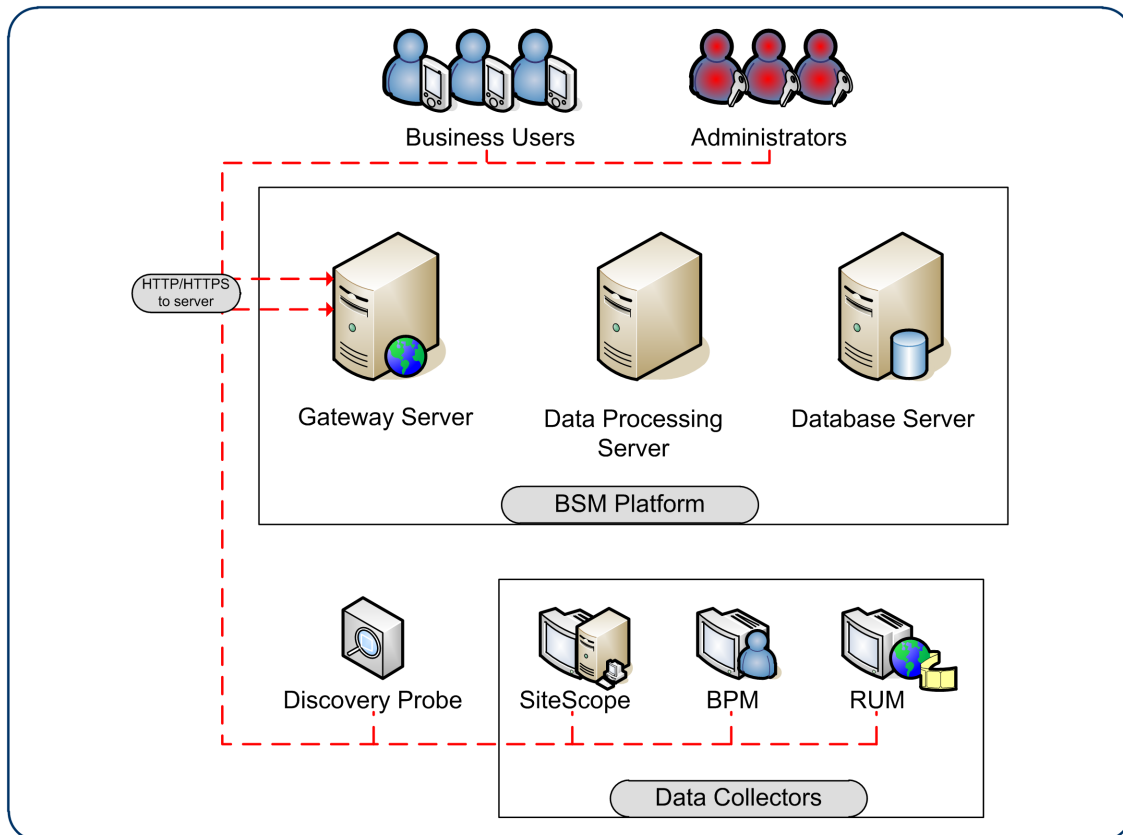 Business Users
Administrators
HTTP/HTTPS
to server
Gateway Server
Data Processing
Server
Database Server
BSM Platform
Discovery Probe
SiteScope
BPM
RUM
Data Collectors